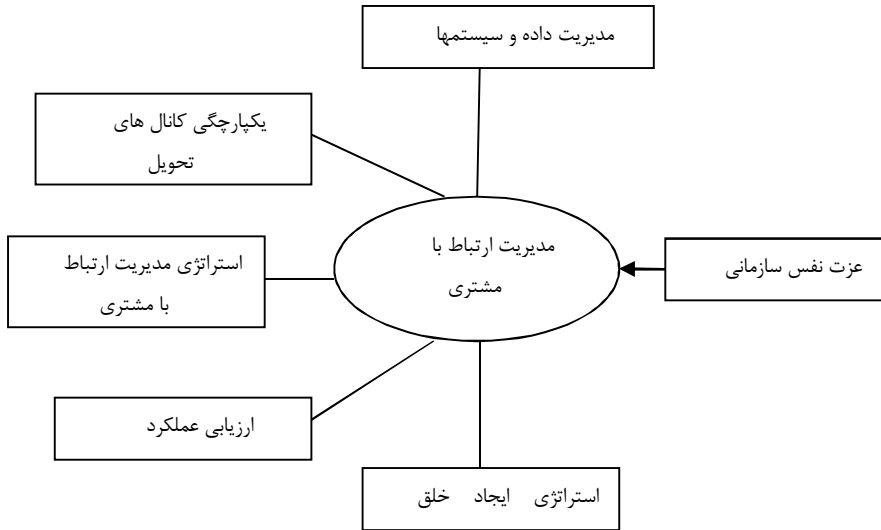 مدیریت داده و سیستمها
یکپارچگی کانال های
تحویل
مدیریت ارتباط با
مشتری
عزت نفس سازمانی
استراتژی مدیریت ارتباط
با مشتری
ارزیابی عملکرد
استراتژی ایجاد خلق